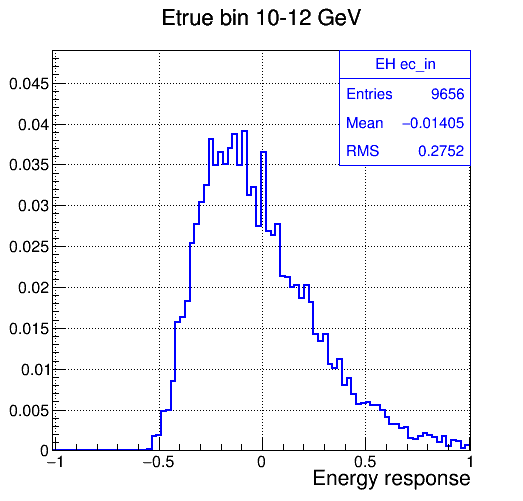 Etrue bin 10-12 GeV
EH ec_in
Entries 9656
Mean −0.01405
RMS 0.2752
0.045
0.04
0.035
0.03
0.025
0.02
0.015
0.01
0.005
0
−1 −0.5 0 0.5 1
Energy response